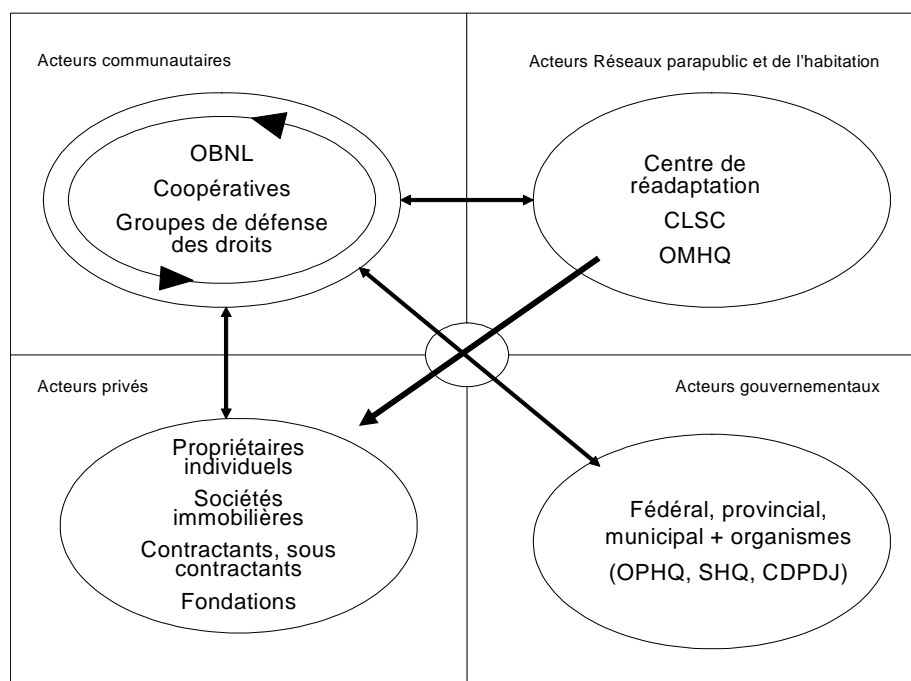 Acteurs communautaires
OBNL
Coopératives
Groupes de défense
des droits
Acteurs Réseaux parapublic et de l'habitation
Centre de
réadaptation
CLSC
OMHQ
Acteurs privés
Propriétaires
individuels
Sociétés
immobilières
Contractants, sous
contractants
Fondations
Acteurs gouvernementaux
Fédéral, provincial,
municipal + organismes
(OPHQ, SHQ, CDPDJ)